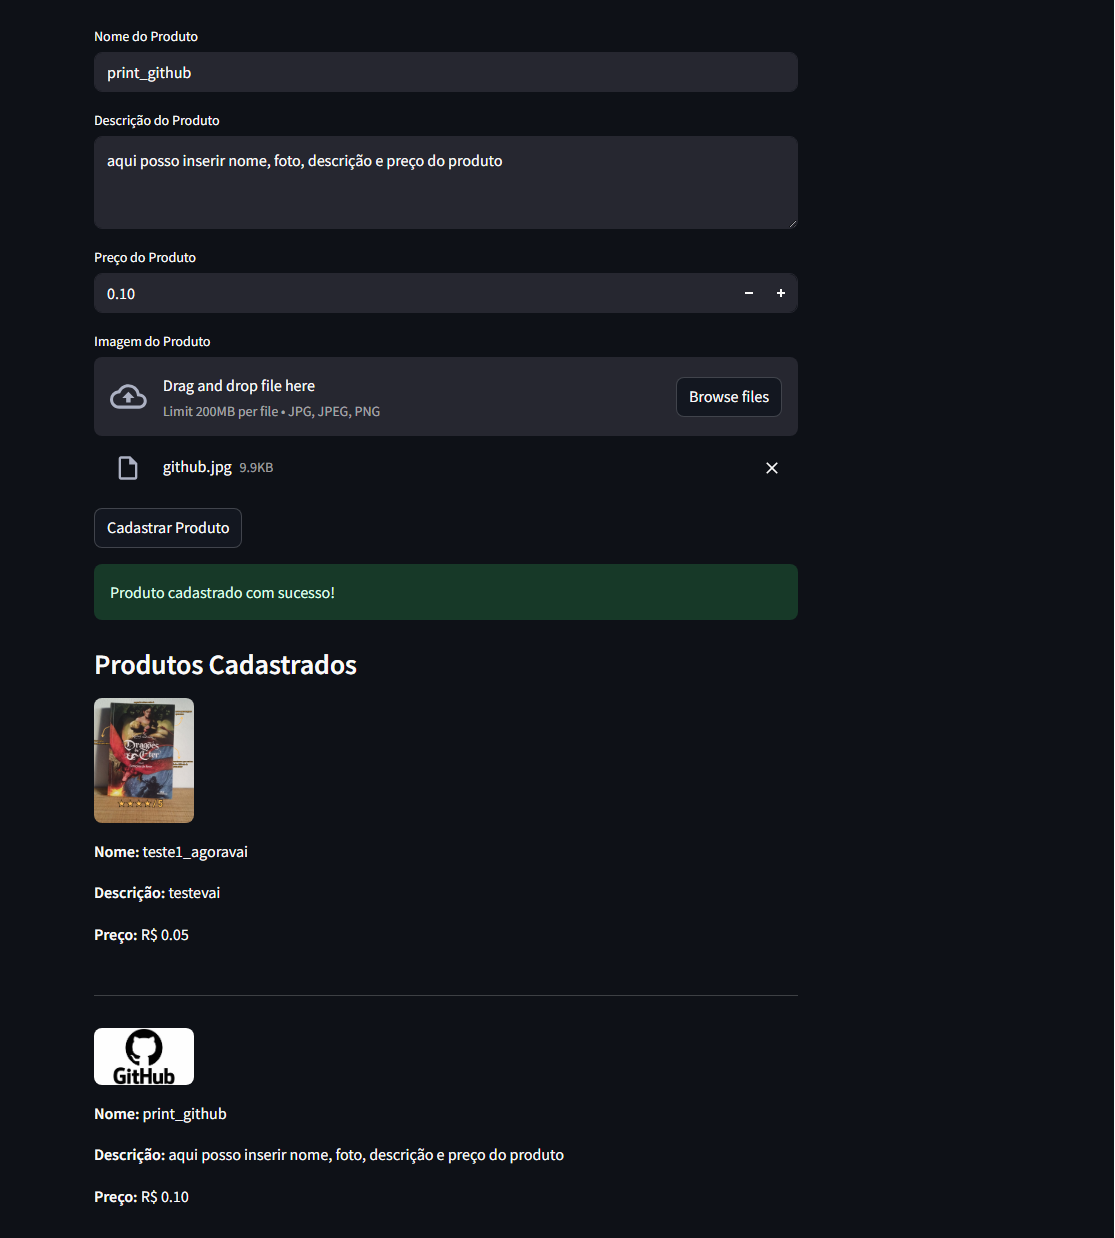 Nome do Produto
print_github
Descrição do Produto
aqui posso inserir nome, foto, descrição e preço do produto
Preço do Produto
0.10
Imagem do Produto
Drag and drop file here
Limit 200MB per file • JPG, JPEG, PNG
Browse files
github.jpg 9.9KB
Cadastrar Produto
Produto cadastrado com sucesso!
Produtos Cadastrados
Dragões
Éter
Nome: teste1_agoravai
Descrição: testevai
Preço: R$ 0.05
GitHub
Nome: print_github
Descrição: aqui posso inserir nome, foto, descrição e preço do produto
Preço: R$ 0.10